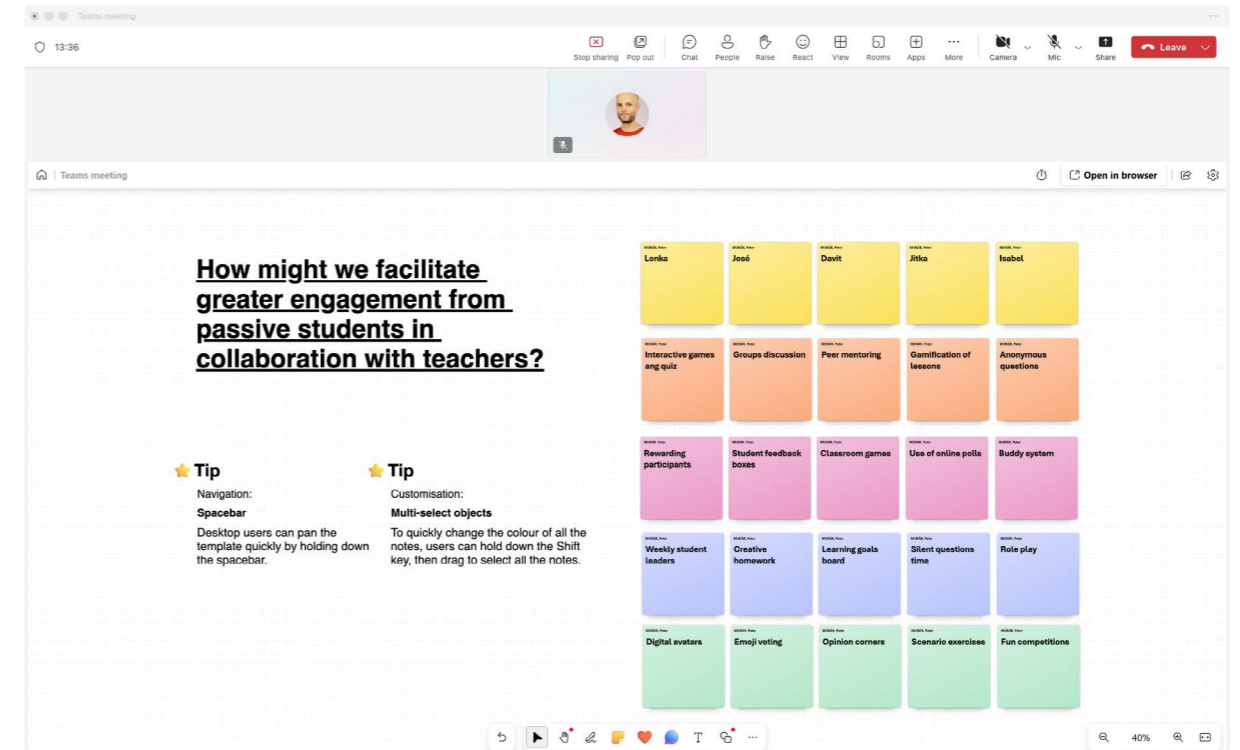 Teams meeting
13:36
Stop sharing Pop out Chat People Raise React View Rooms Apps More Camera Mic Share Leave
Teams meeting
Open in browser
How might we facilitate
greater engagement from
passive students in
collaboration with teachers?
Tip
Navigation:
Spacebar
Desktop users can pan the
template quickly by holding down
the spacebar.
Tip
Customisation:
Multi-select objects
To quickly change the colour of all the
notes, users can hold down the Shift
key, then drag to select all the notes.
Lenka
José
Davit
Jitka
Isabol
Interactive games
ang quiz
Groups discussion
Peer mentoring
Gamification of
lessons
Anonymous
questions
Rewarding
participants
Student feedback
boxes
Classroom games
Use of online polls
Buddy system
Weekly student
leaders
Creative
homework
Learning goals
board
Silent questions
time
Role play
Digital avatars
Emoji voting
Opinion corners
Scenario exercises
Fun competitions
40%